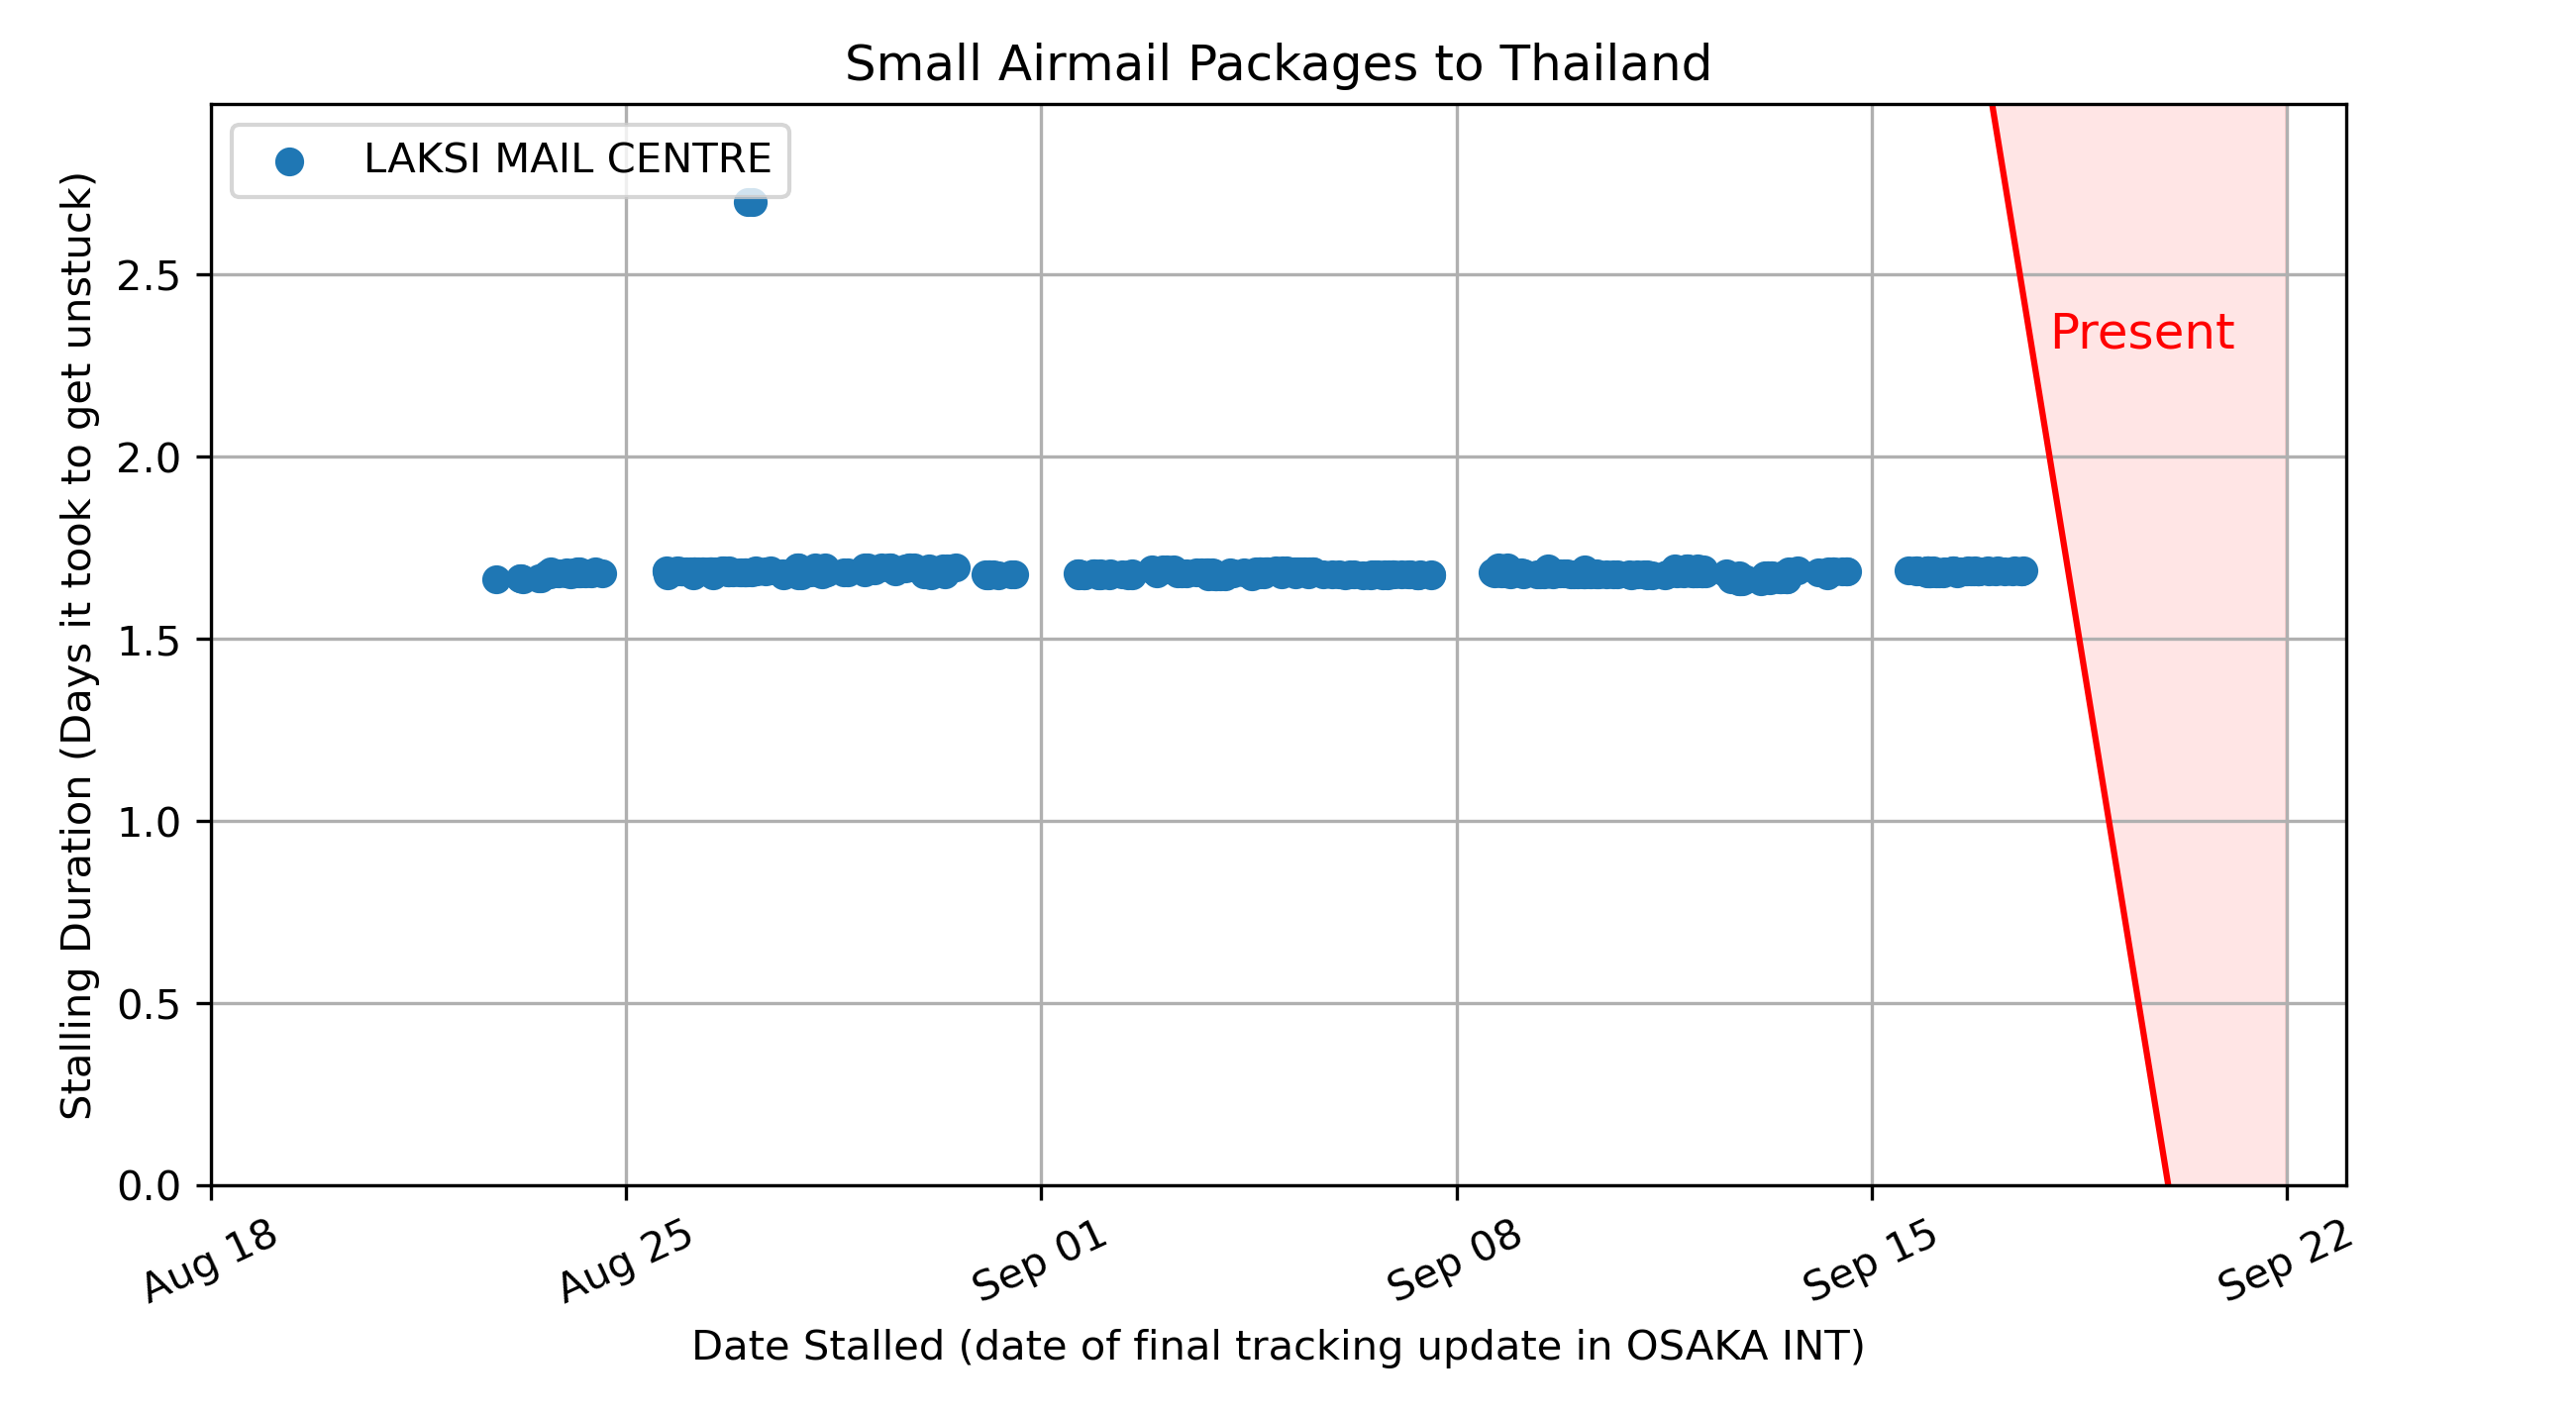 Small Airmail Packages to Thailand
LAKSI MAIL CENTRE
Present
Stalling Duration (Days it took to get unstuck)
2.5
2.0
1.5
1.0
0.5
0.0
Aug 18
Aug 25
Sep 01
Sep 08
Sep 15
Sep 22
Date Stalled (date of final tracking update in OSAKA INT)